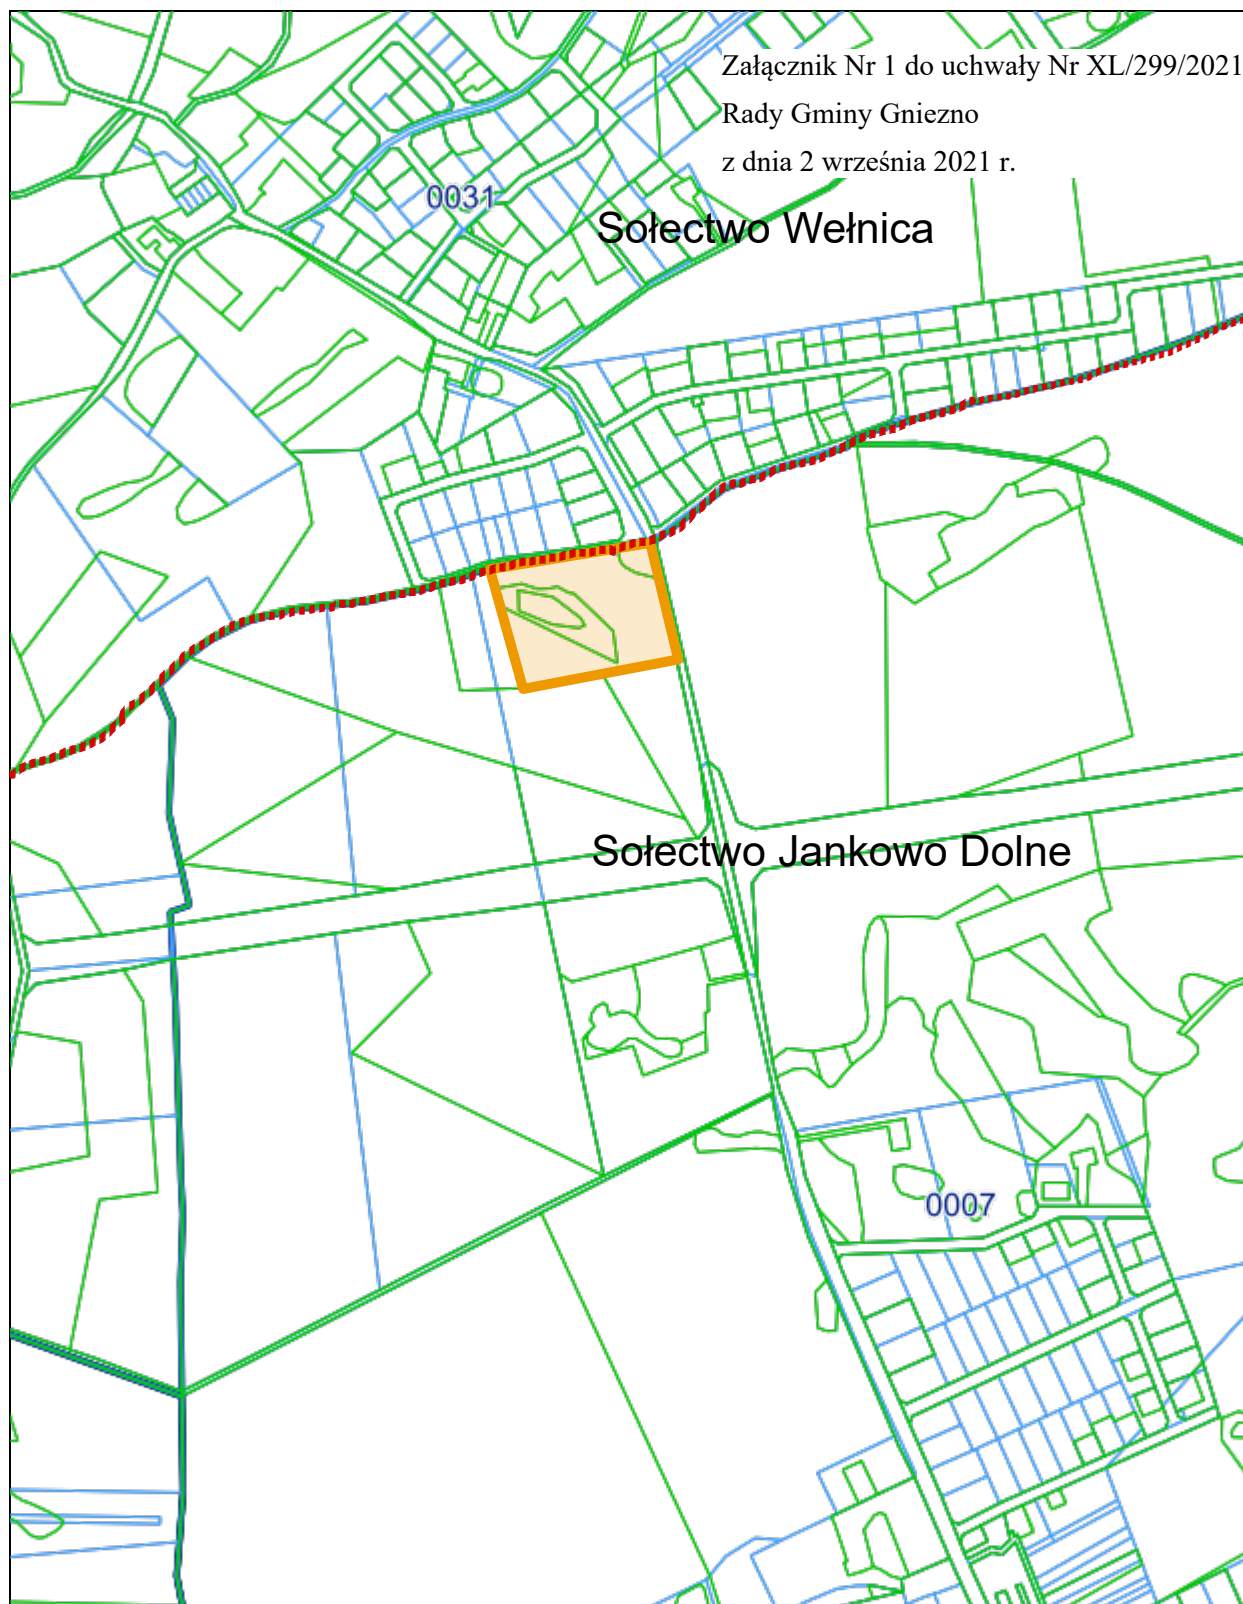 Załącznik Nr 1 do uchwały Nr XL/299/2021
Rady Gminy Gniezno
z dnia 2 września 2021 r.
0031
Sołectwo Wełnica
Sołectwo Jankowo Dolne
0007